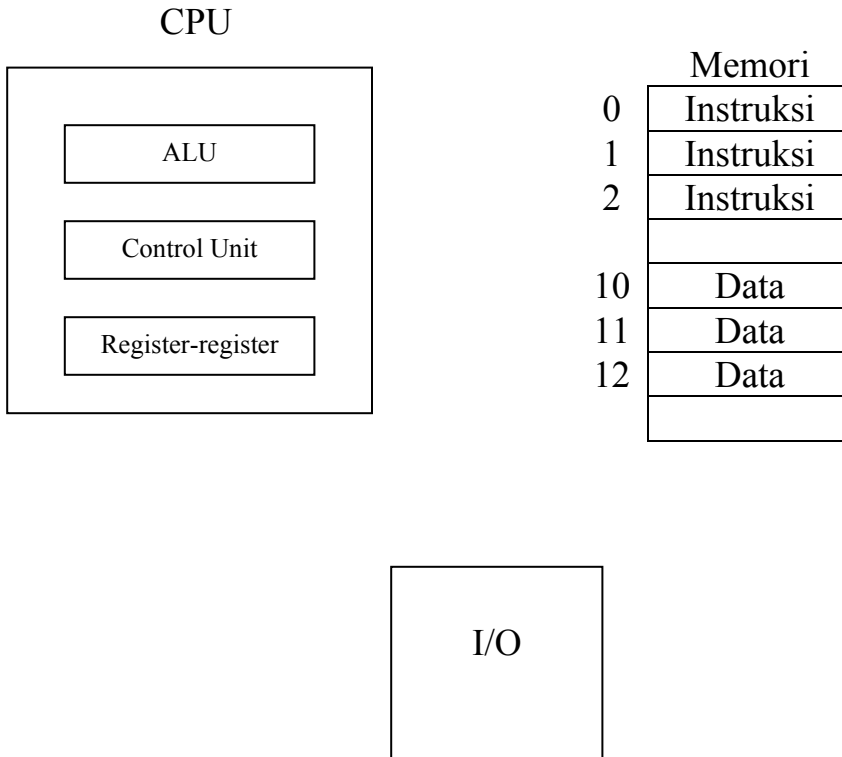 CPU
ALU
Control Unit
Register-register
Memori
0 Instruksi
1 Instruksi
2 Instruksi
10 Data
11 Data
12 Data
I/O